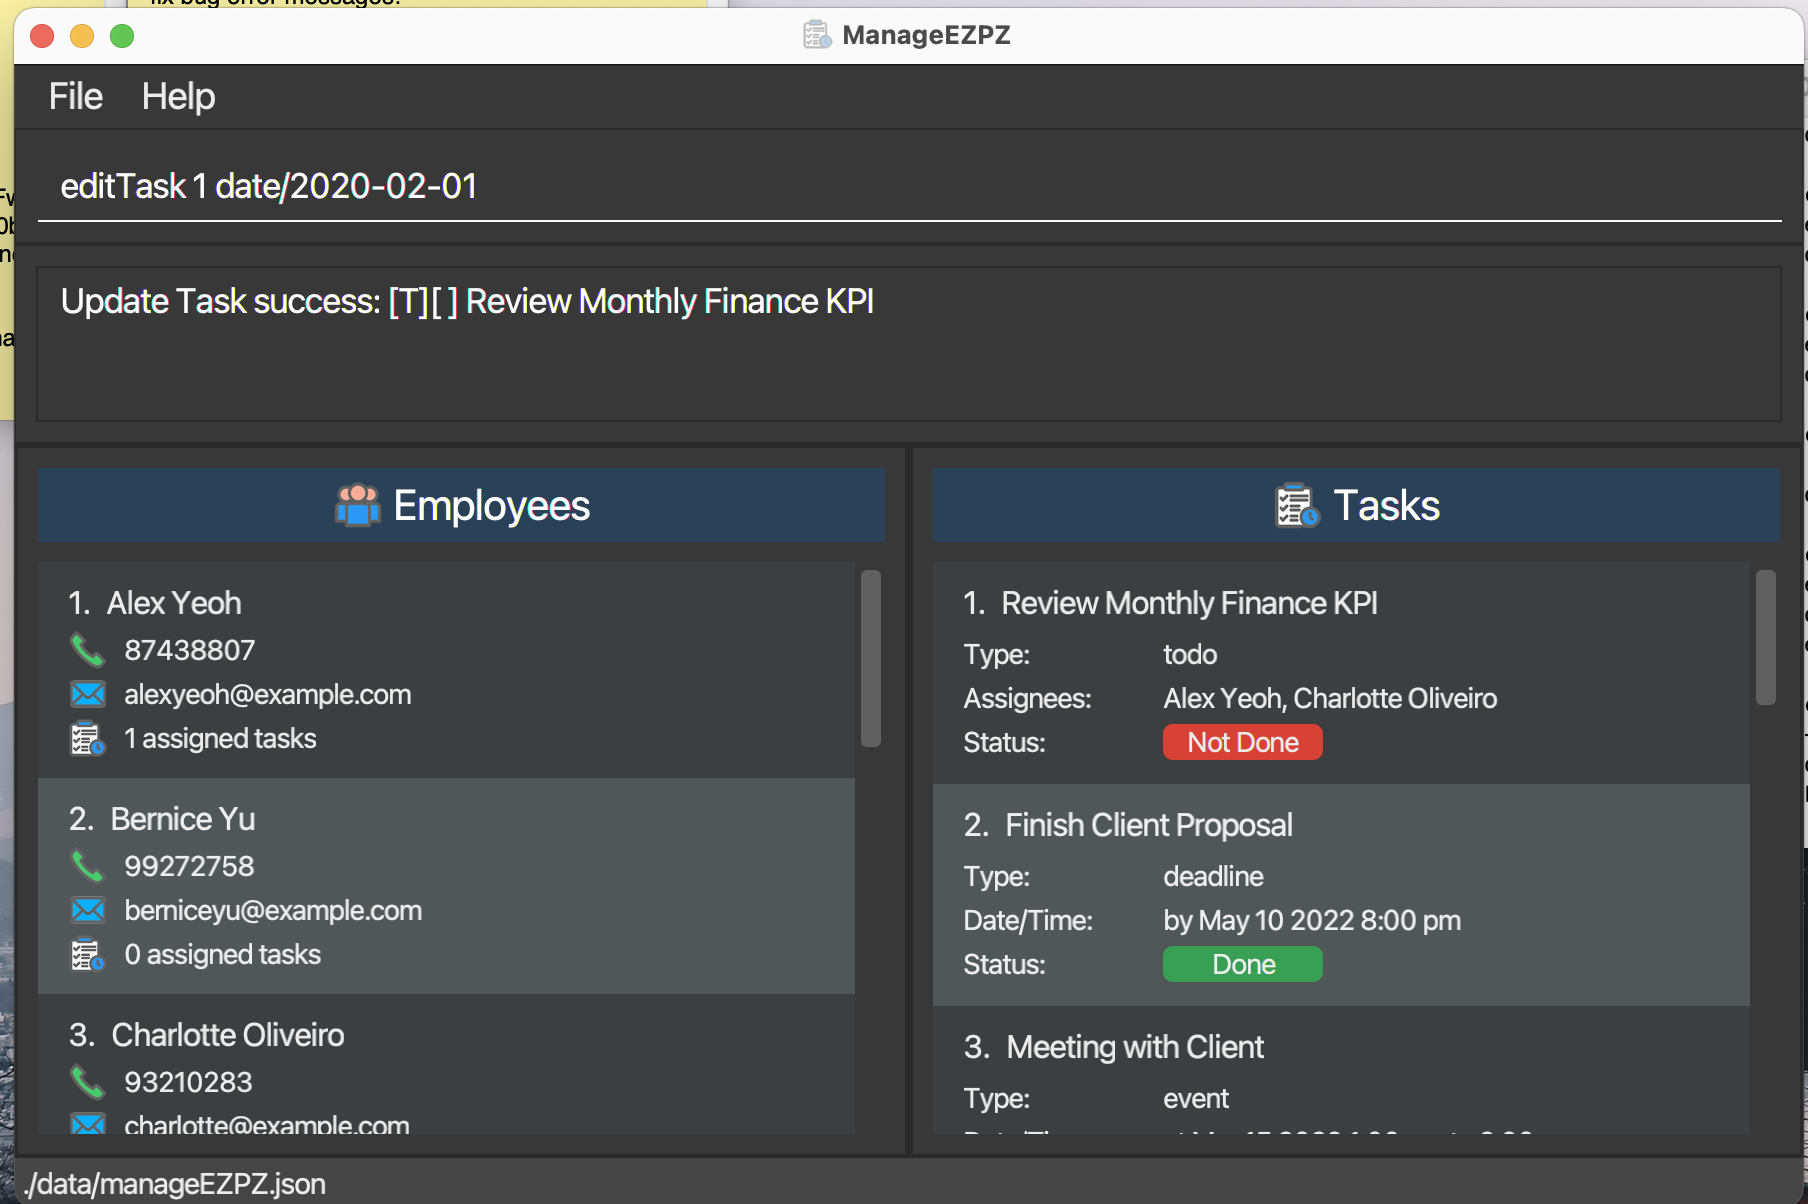 fix bug error messages!
ManageEZPZ
File Help
editTask 1 date/2020-02-01
Update Task success: [T][ ] Review Monthly Finance KPI
Employees
1. Alex Yeoh
87438807
alexyeoh@example.com
1 assigned tasks
2. Bernice Yu
99272758
berniceyu@example.com
0 assigned tasks
3. Charlotte Oliveiro
93210283
charlotte@example.com
Tasks
1. Review Monthly Finance KPI
Type: todo
Assignees: Alex Yeoh, Charlotte Oliveiro
Status: Not Done
2. Finish Client Proposal
Type: deadline
Date/Time: by May 10 2022 8:00 pm
Status: Done
3. Meeting with Client
Type: event
./data/manageEZPZ.json